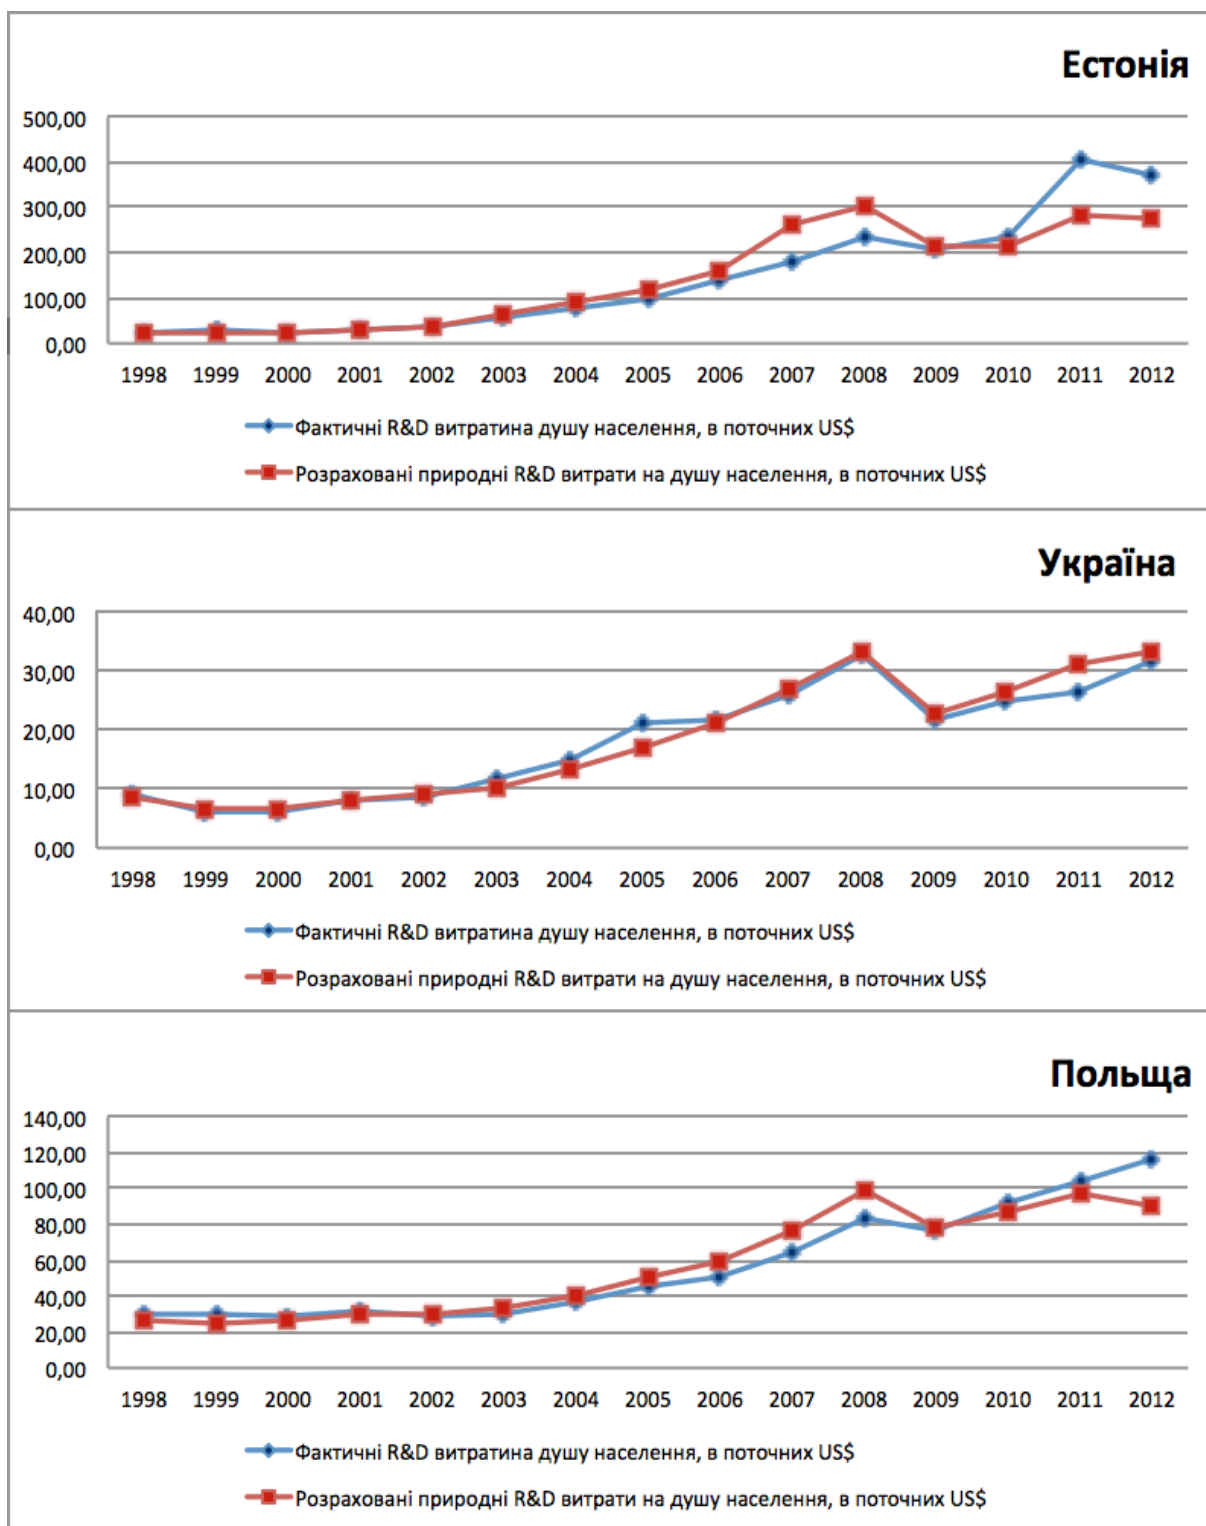 Естонія
500,00
400,00
300,00
200,00
100,00
0,00
1998 1999 2000 2001 2002 2003 2004 2005 2006 2007 2008 2009 2010 2011 2012
Фактичні R&D витратина душу населення, в поточних US$
Розраховані природні R&D витрати на душу населення, в поточних US$
Україна
40,00
30,00
20,00
10,00
0,00
1998 1999 2000 2001 2002 2003 2004 2005 2006 2007 2008 2009 2010 2011 2012
Фактичні R&D витратина душу населення, в поточних US$
Розраховані природні R&D витрати на душу населення, в поточних US$
Польща
140,00
120,00
100,00
80,00
60,00
40,00
20,00
0,00
1998 1999 2000 2001 2002 2003 2004 2005 2006 2007 2008 2009 2010 2011 2012
Фактичні R&D витратина душу населення, в поточних US$
Розраховані природні R&D витрати на душу населення, в поточних US$